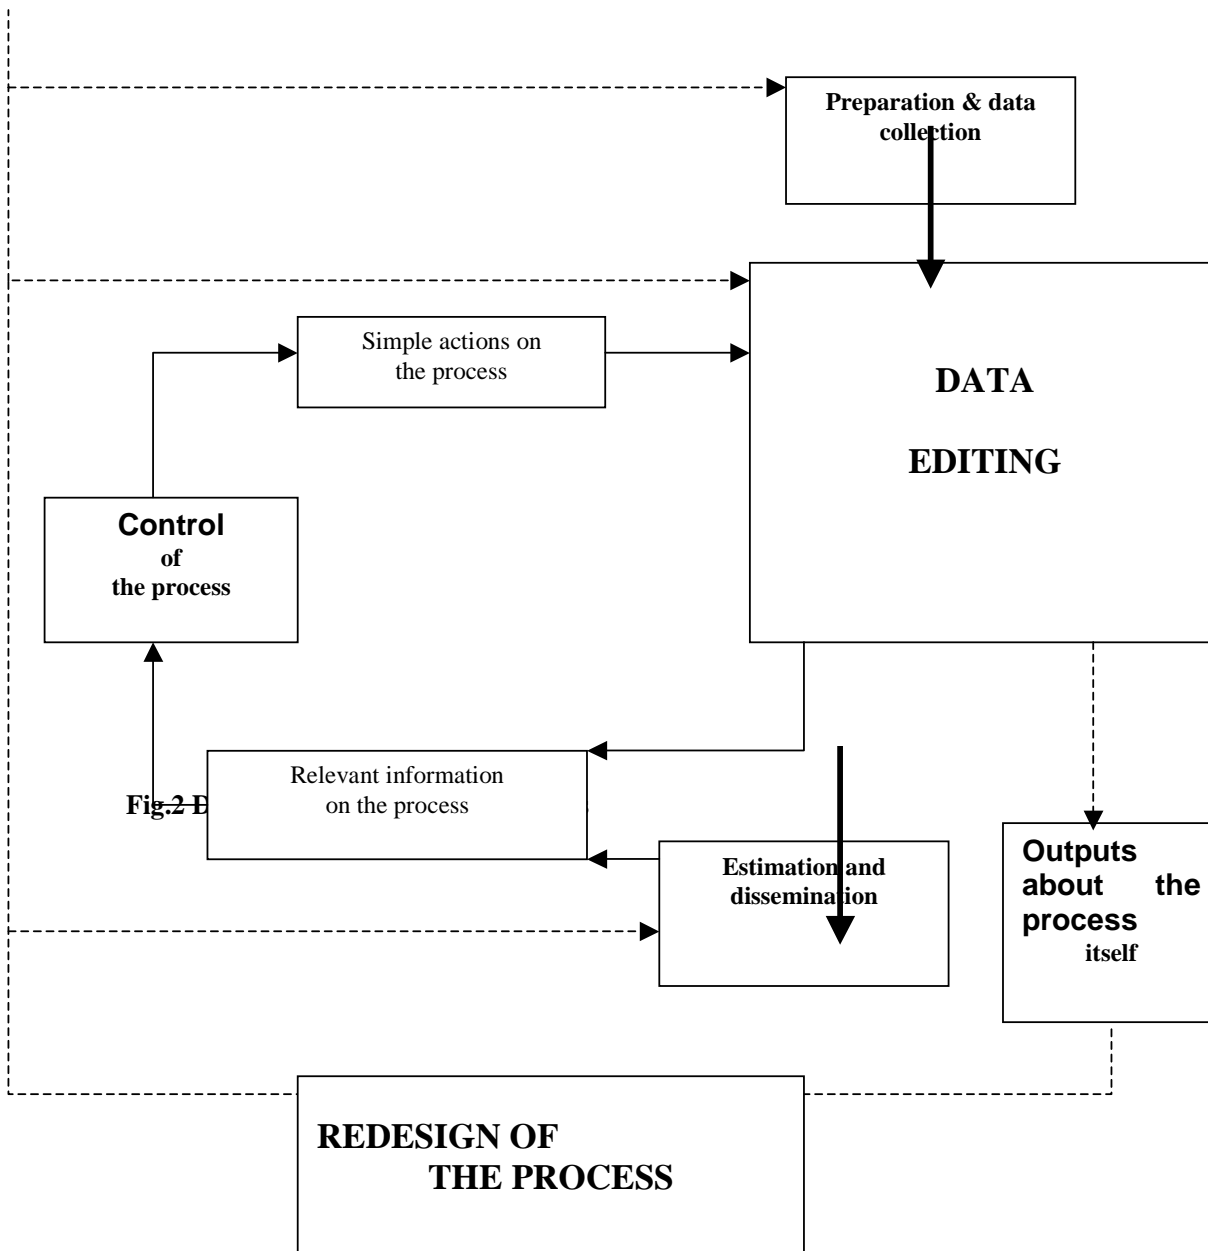 Preparation & data
collection
Simple actions on
the process
DATA
EDITING
Control
of
the process
Relevant information
on the process
Fig.2 D
Estimation and
dissemination
Outputs
about the
process
itself
REDESIGN OF
THE PROCESS